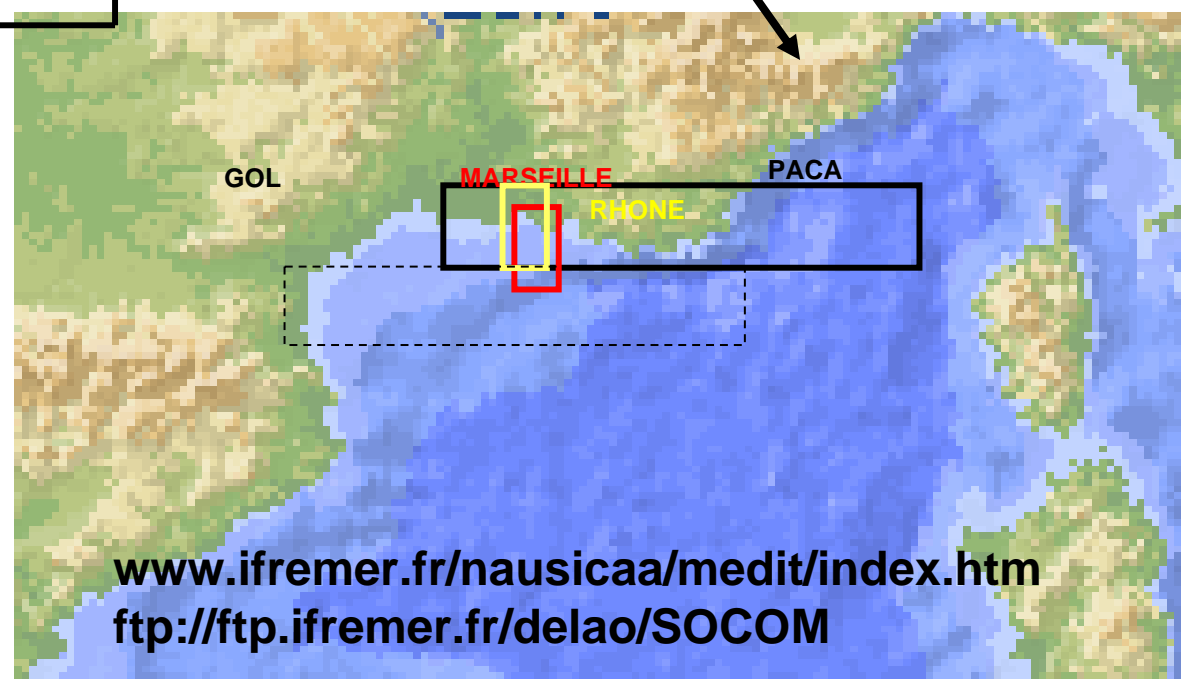 GOL
MARSEILLE
PACA
RHONE
www.ifremer.fr/nausicaa/medit/index.htm
ftp://ftp.ifremer.fr/delao/SOCOM